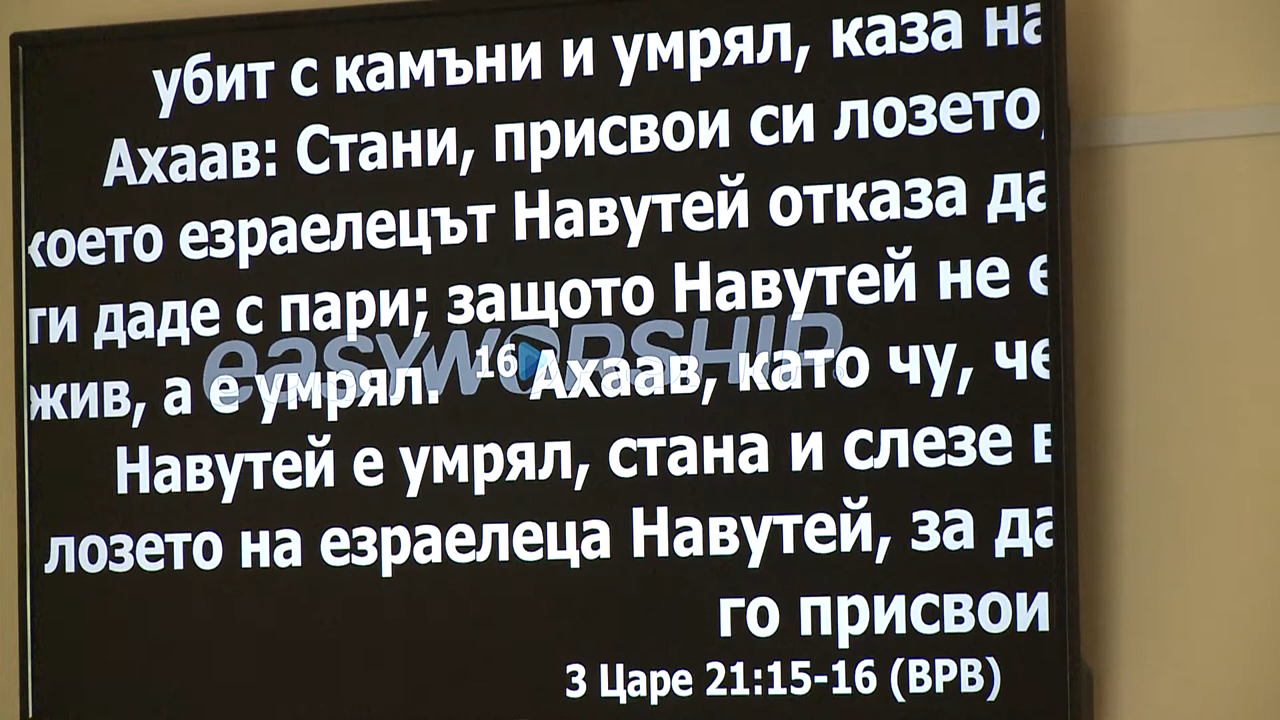 убит с камъни и умрял, каза на
Ахаав: Стани, присвои си лозето,
което езраелецът Навутей отказа да
ти даде с пари; защото Навутей не е
жив, а е умрял. 16 Ахаав, като чу, че
easyworship
Навутей е умрял, стана и слезе в
лозето на езраелеца Навутей, за да
го присвои
3 Царе 21:15-16 (ВРВ)